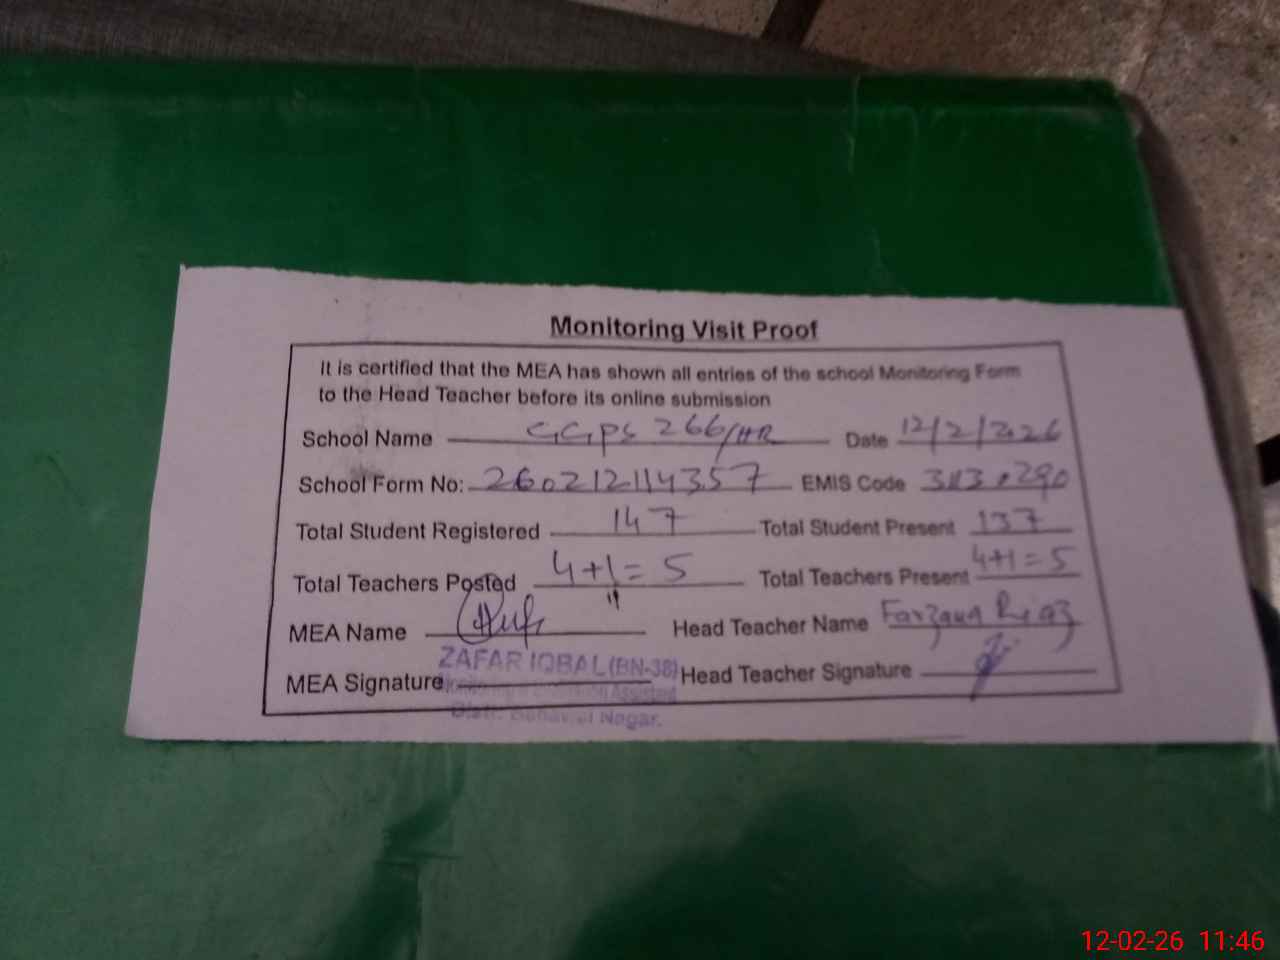 Monitoring Visit Proof
It is certified that the MEA has shown all entries of the school Monitoring Form
to the Head Teacher before its online submission
School Name GGPS 266/HR Date 12/2/2026
School Form No: 260212114357 EMIS Code 31130290
Total Student Registered 147 Total Student Present 137
Total Teachers Posted 4+1=5 Total Teachers Present 4+1=5
MEA Name Head Teacher Name Farzana Riaz
ZAFAR IQBAL (BN-38)
MEA Signature Head Teacher Signature
Nagar.
12-02-26 11:46